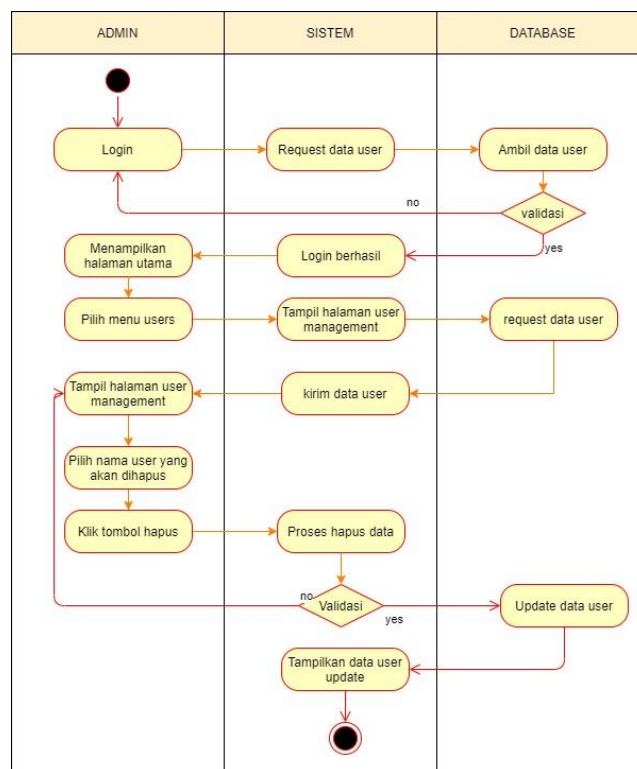 ADMIN
SISTEM
DATABASE
Login
Request data user
Ambil data user
no
validasi
yes
Menampilkan
halaman utama
Login berhasil
Pilih menu users
Tampil halaman user
management
request data user
Tampil halaman user
management
kirim data user
Pilih nama user yang
akan dihapus
Klik tombol hapus
Proses hapus data
no
Validasi
yes
Update data user
Tampilkan data user
update